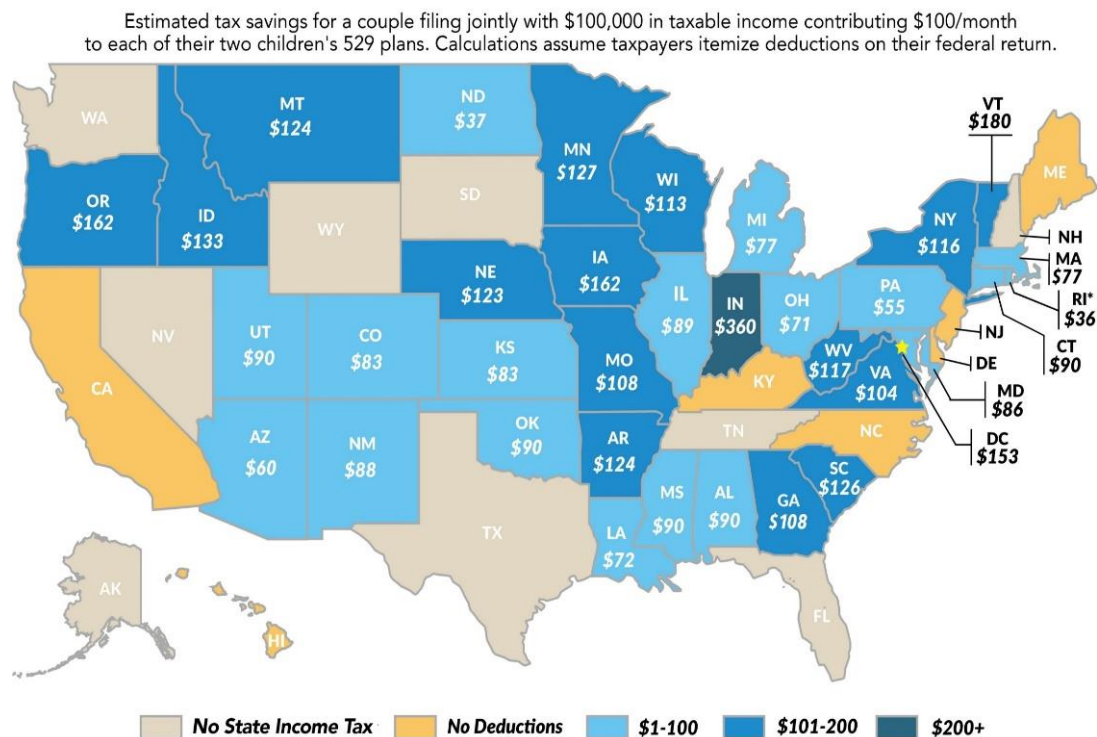 Estimated tax savings for a couple filing jointly with $100,000 in taxable income contributing $100/month
to each of their two children's 529 plans. Calculations assume taxpayers itemize deductions on their federal return.
WA
MT
$124
ND
$37
MN
$127
VT
$180
ME
OR
$162
ID
$133
SD
WI
$113
MI
$77
NY
$116
NH
MA
$77
WY
NE
$123
IA
$162
RI*
$36
PA
$55
NV
UT
$90
CO
$83
KS
$83
IL
$89
IN
$360
OH
$71
NJ
CT
$90
CA
MO
$108
KY
WV
$117
VA
$104
DE
MD
$86
DC
$153
AZ
$60
NM
$88
OK
$90
AR
$124
TN
NC
SC
$126
MS
$90
AL
$90
GA
$108
TX
LA
$72
FL
AK
HI
No State Income Tax
No Deductions
$1-100
$101-200
$200+